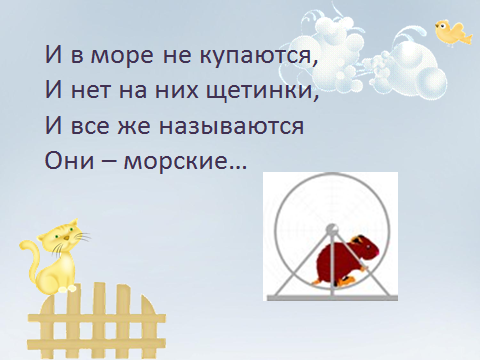 И в море не купаются,
И нет на них щетинки,
И все же называются
Они – морские…